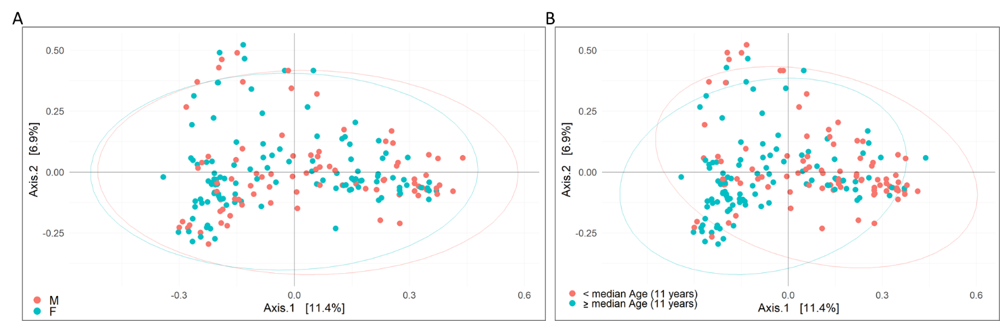 A
0.50
0.25
0.00
-0.25
Axis.2 [6.9%]
-0.3 0.0 0.3 0.6
Axis.1 [11.4%]
M
F
B
0.50
0.25
0.00
-0.25
Axis.2 [6.9%]
0.0 0.3 0.6
Axis.1 [11.4%]
< median Age (11 years)
≥ median Age (11 years)